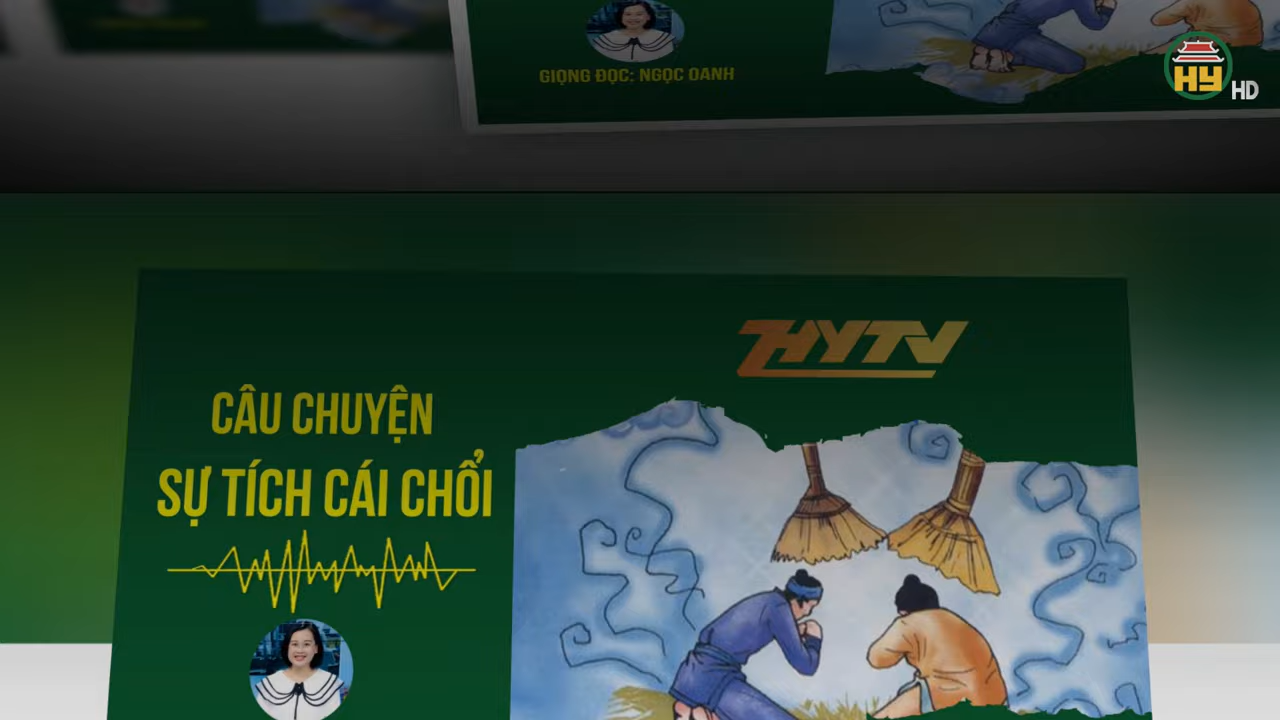 GIỌNG ĐỌC: NGỌC OANH
HY HD
HYTV
CÂU CHUYỆN
SỰ TÍCH CÁI CHỔI